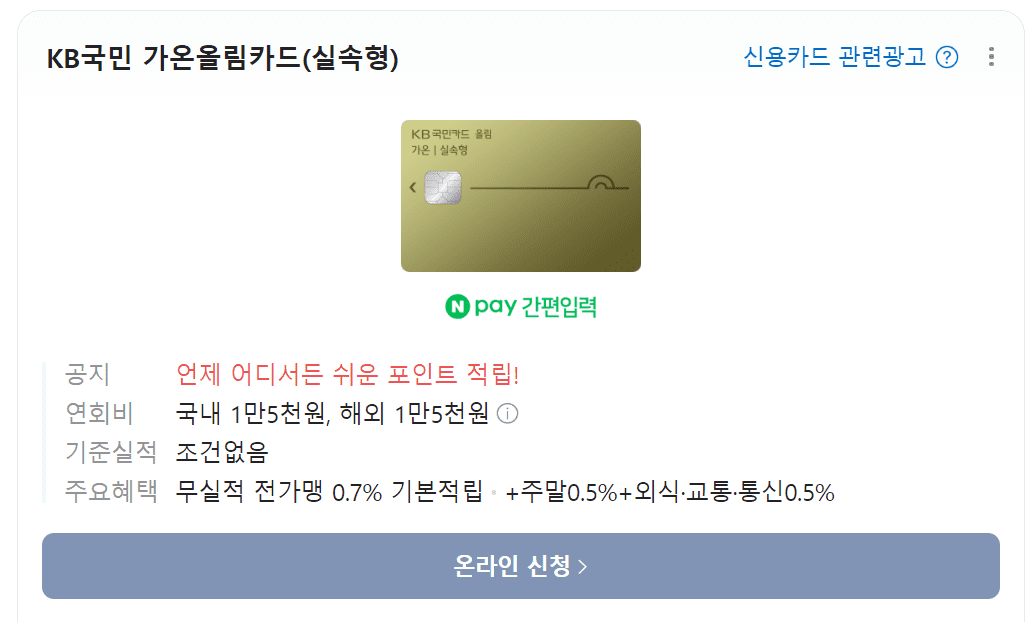 KB국민 가온올림카드(실속형)
신용카드 관련광고 ?
KB국민카드 올림
가온 | 실속형
N pay 간편입력
공지 언제 어디서든 쉬운 포인트 적립!
연회비 국내 1만5천원, 해외 1만5천원 i
기준실적 조건없음
주요혜택 무실적 전가맹 0.7% 기본적립 · +주말0.5%+외식·교통·통신0.5%
온라인 신청 >